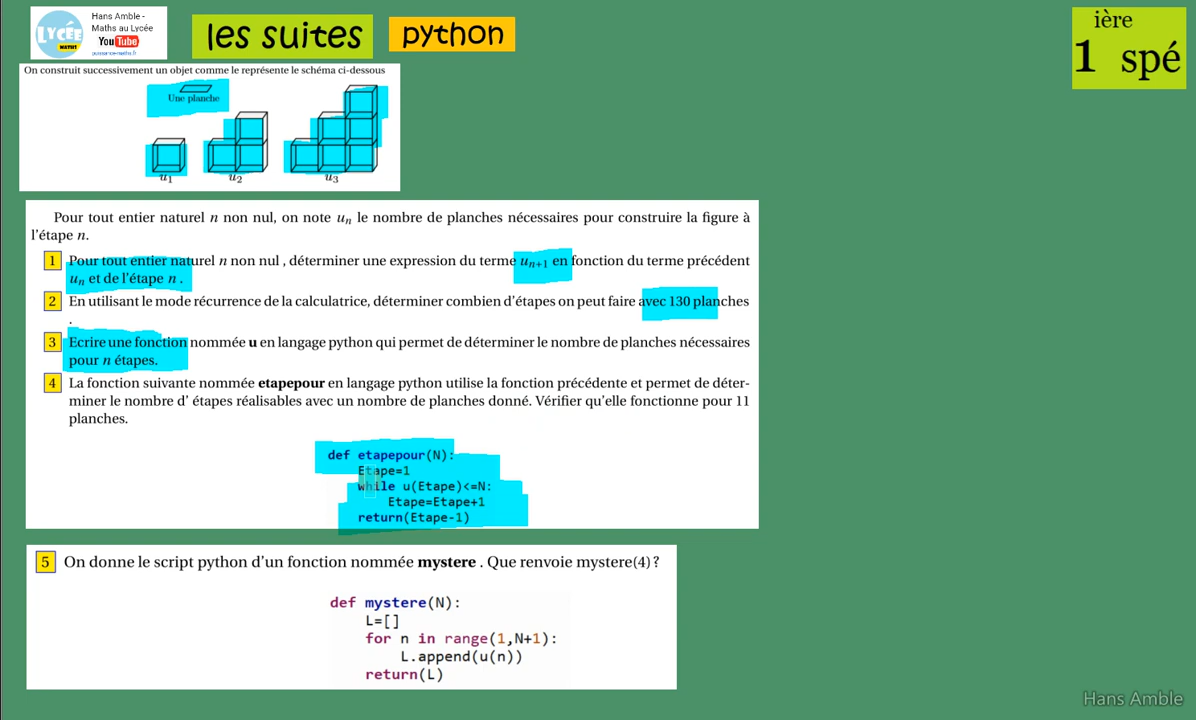 LYCÉE
MATHS
Hans Amble -
Maths au Lycée
YouTube
puissance-maths.fr
les suites
python
ière
1 spé
On construit successivement un objet comme le représente le schéma ci-dessous
Une planche
u1
u2
u3
Pour tout entier naturel n non nul, on note un le nombre de planches nécessaires pour construire la figure à
l'étape n.
1 Pour tout entier naturel n non nul , déterminer une expression du terme un+1 en fonction du terme précédent
un et de l'étape n .
2 En utilisant le mode récurrence de la calculatrice, déterminer combien d'étapes on peut faire avec 130 planches
.
3 Ecrire une fonction nommée u en langage python qui permet de déterminer le nombre de planches nécessaires
pour n étapes.
4 La fonction suivante nommée etapepour en langage python utilise la fonction précédente et permet de déter-
miner le nombre d' étapes réalisables avec un nombre de planches donné. Vérifier qu'elle fonctionne pour 11
planches.
def etapepour(N):
Etape=1
while u(Etape)<=N:
Etape=Etape+1
return(Etape-1)
5 On donne le script python d'un fonction nommée mystere . Que renvoie mystere(4) ?
def mystere(N):
L=[]
for n in range(1,N+1):
L.append(u(n))
return(L)
Hans Amble